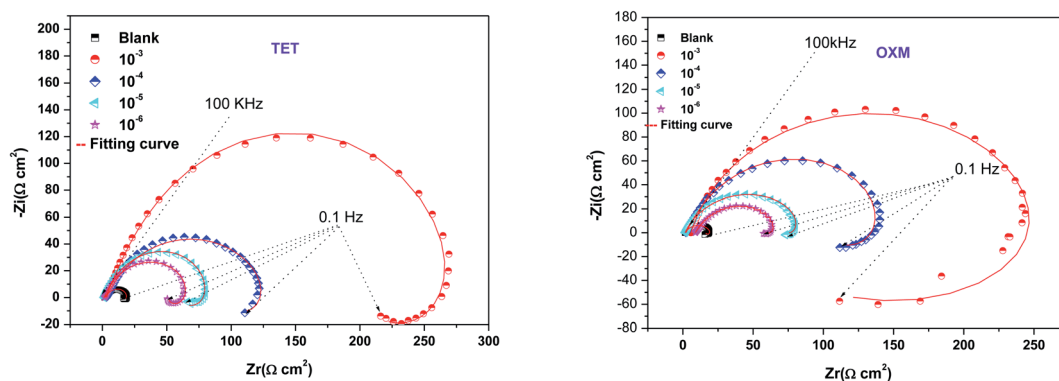 TET
Blank
10⁻³
10⁻⁴
10⁻⁵
10⁻⁶
Fitting curve
100 KHz
0.1 Hz
-Zi(Ω cm²)
200
180
160
140
120
100
80
60
40
20
0
-20
0 50 100 150 200 250 300
Zr(Ω cm²)
OXM
Blank
10⁻³
10⁻⁴
10⁻⁵
10⁻⁶
Fitting curve
100kHz
0.1 Hz
-Zi(Ω cm²)
180
160
140
120
100
80
60
40
20
0
-20
-40
-60
-80
0 50 100 150 200 250
Zr(Ω cm²)